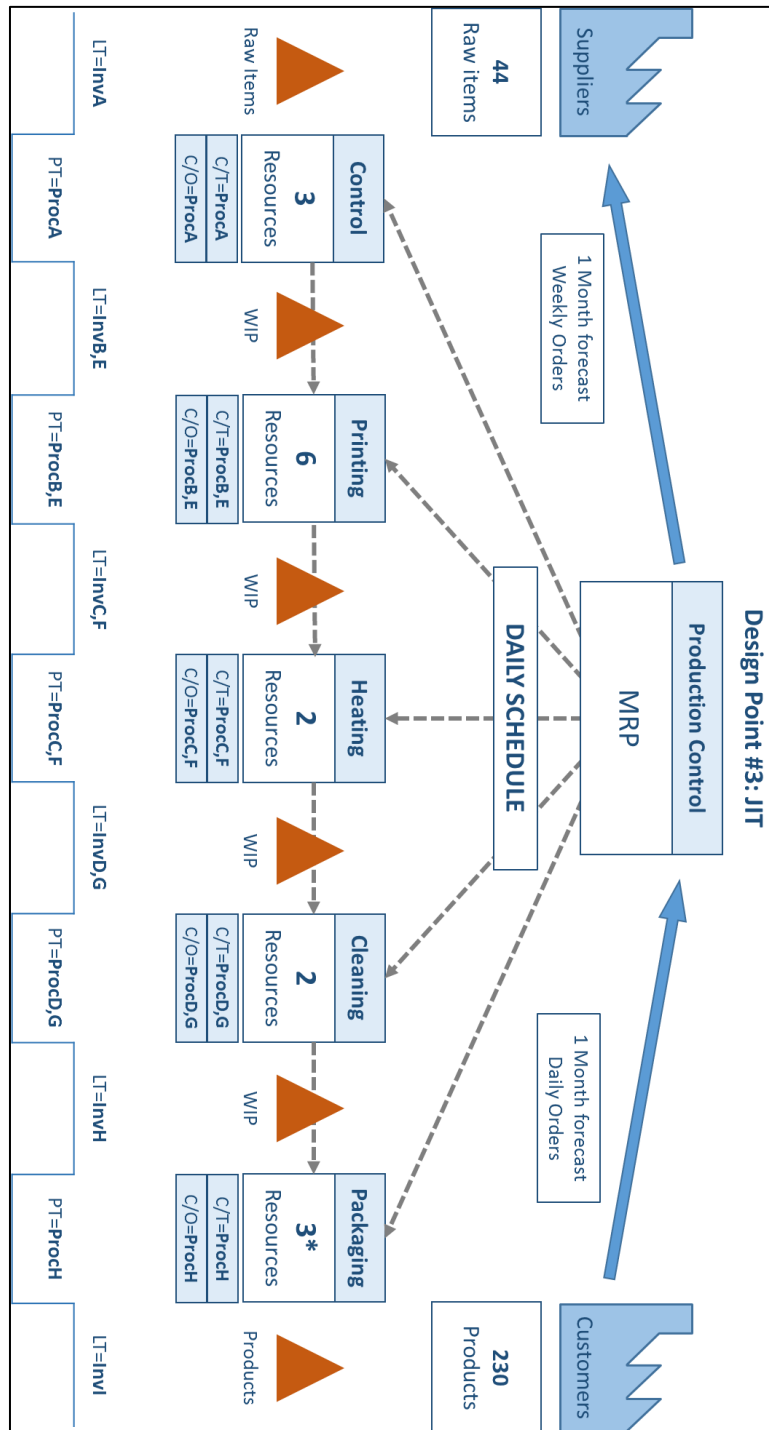 Design Point #3: JIT
Suppliers
Production Control
MRP
Customers
1 Month forecast
Weekly Orders
1 Month forecast
Daily Orders
44
Raw items
DAILY SCHEDULE
230
Products
Raw Items
Control
3
Resources
C/T=ProcA
C/O=ProcA
WIP
Printing
6
Resources
C/T=ProcB,E
C/O=ProcB,E
WIP
Heating
2
Resources
C/T=ProcC,F
C/O=ProcC,F
WIP
Cleaning
2
Resources
C/T=ProcD,G
C/O=ProcD,G
WIP
Packaging
3*
Resources
C/T=ProcH
C/O=ProcH
Products
LT=InvA
PT=ProcA
LT=InvB,E
PT=ProcB,E
LT=InvC,F
PT=ProcC,F
LT=InvD,G
PT=ProcD,G
LT=InvH
PT=ProcH
LT=InvI